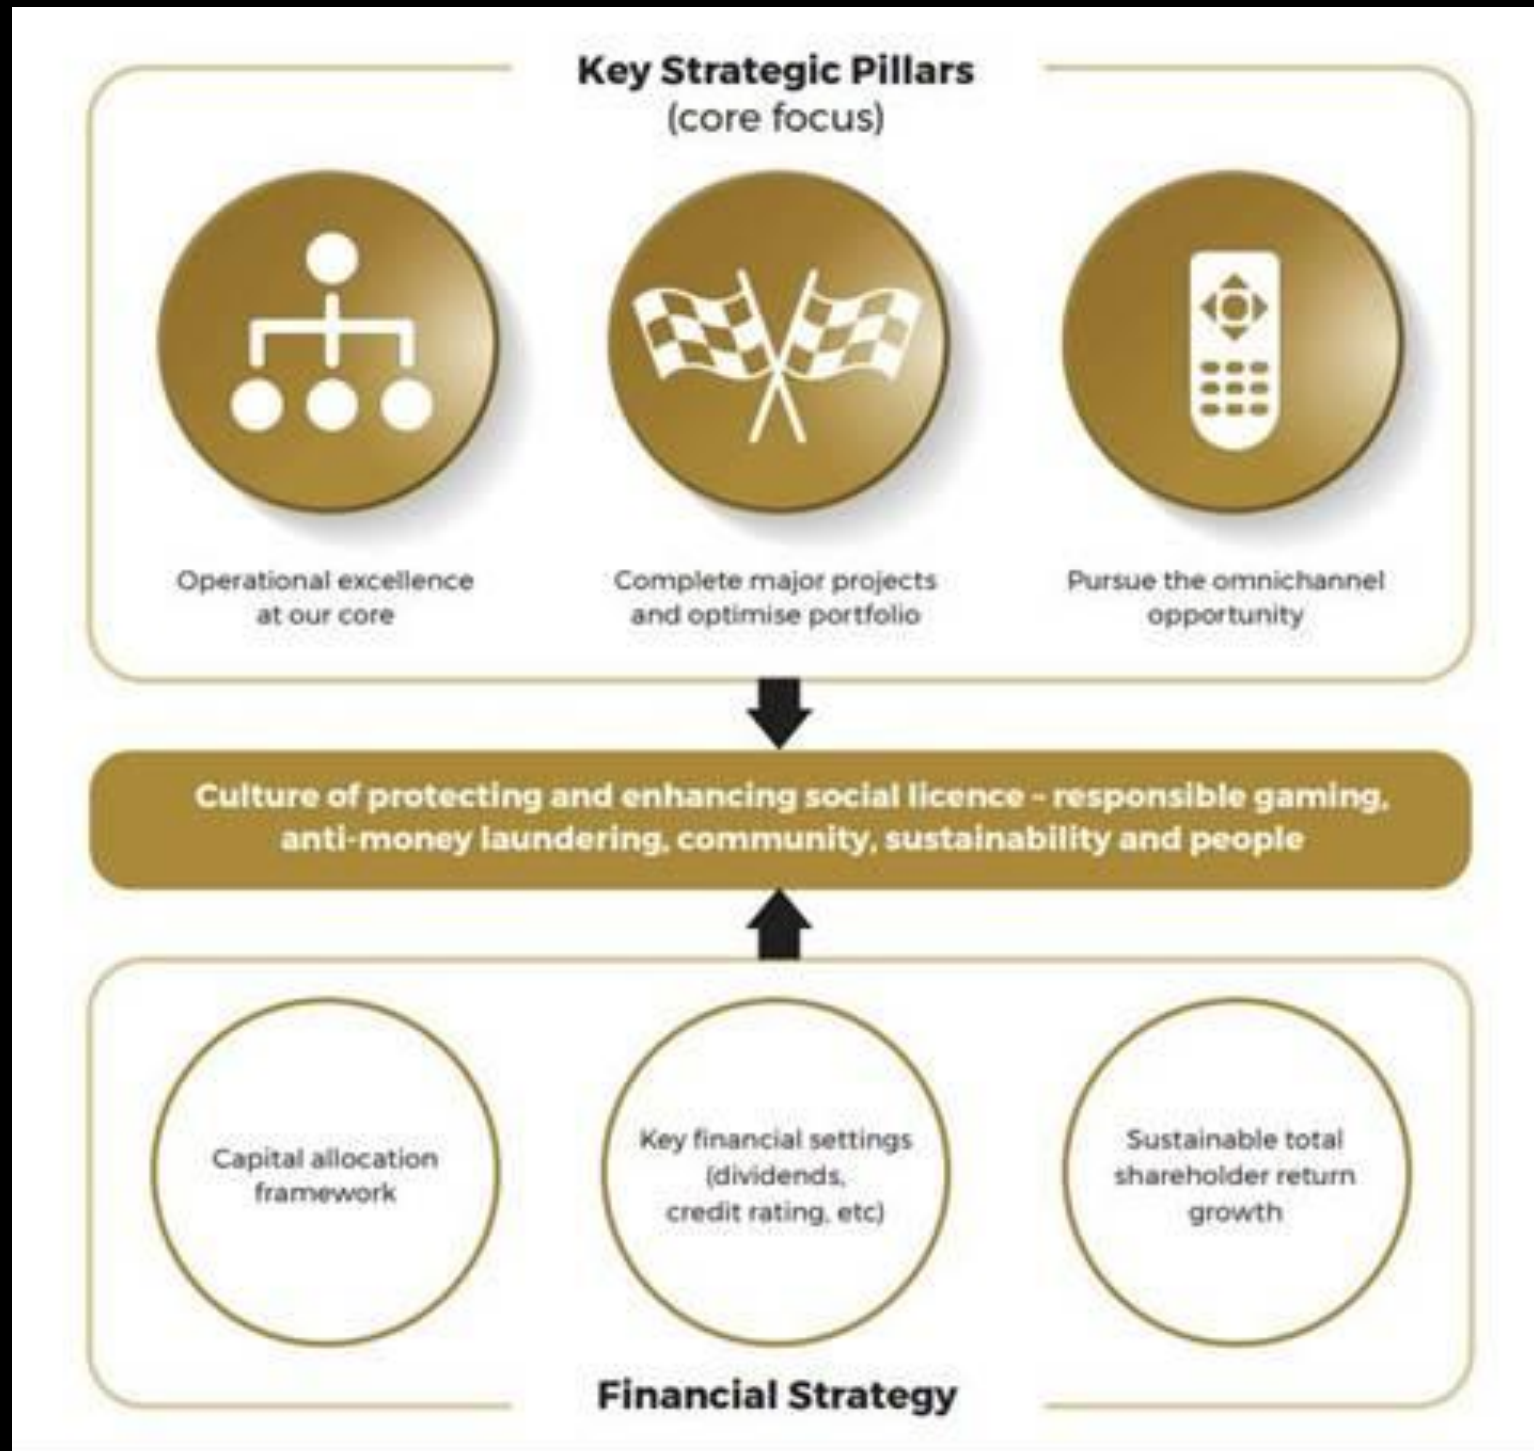 Key Strategic Pillars
(core focus)
Operational excellence
at our core
Complete major projects
and optimise portfolio
Pursue the omnichannel
opportunity
Culture of protecting and enhancing social licence – responsible gaming,
anti-money laundering, community, sustainability and people
Capital allocation
framework
Key financial settings
(dividends,
credit rating, etc)
Sustainable total
shareholder return
growth
Financial Strategy